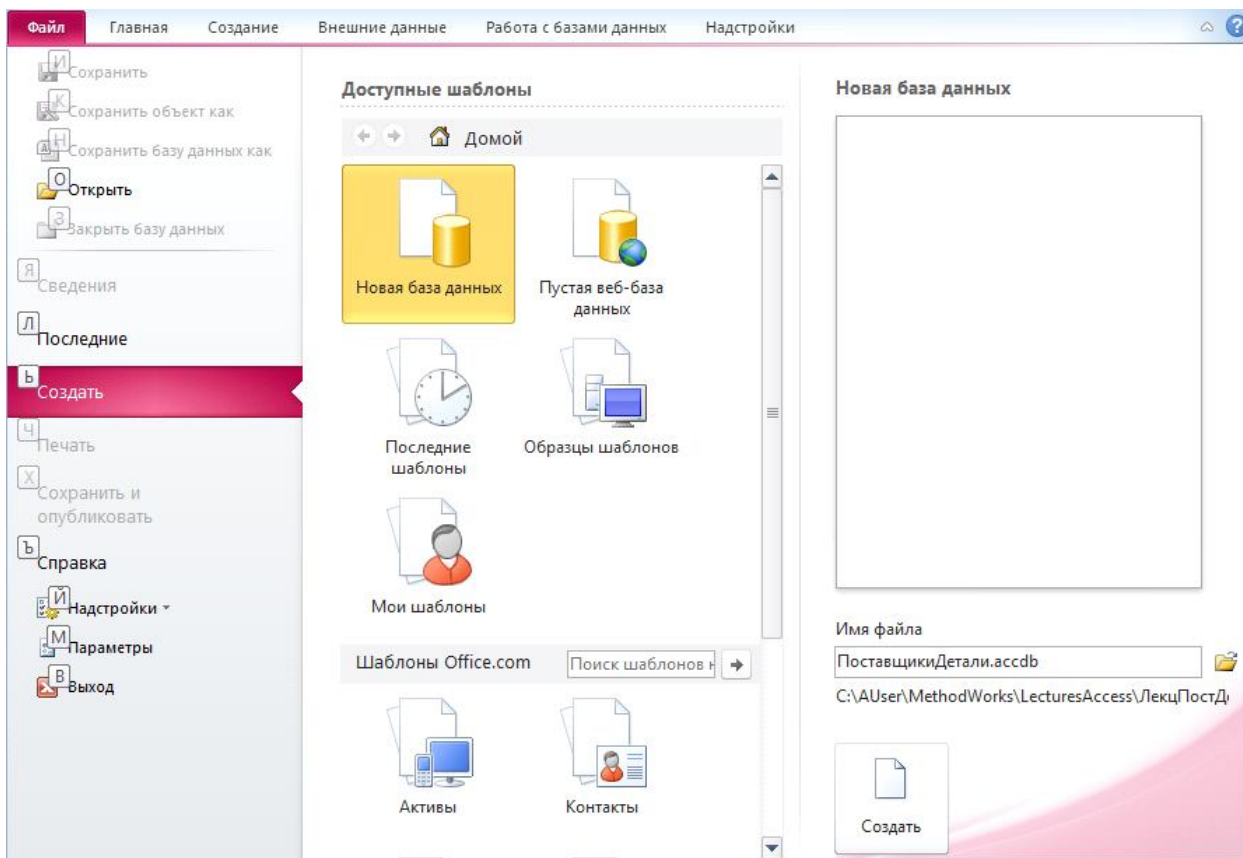 Файл Главная Создание Внешние данные Работа с базами данных Надстройки
И Сохранить
К Сохранить объект как
Н Сохранить базу данных как
О Открыть
З Закрыть базу данных
Я Сведения
Л Последние
Ь Создать
Ч Печать
Х Сохранить и
опубликовать
Ъ Справка
Й Надстройки
М Параметры
В Выход
Доступные шаблоны
Домой
Новая база данных
Пустая веб-база
данных
Последние
шаблоны
Образцы шаблонов
Мои шаблоны
Шаблоны Office.com Поиск шаблонов н
Активы
Контакты
Новая база данных
Имя файла
ПоставщикиДетали.accdb
C:\AUser\MethodWorks\LecturesAccess\ЛекцПостД
Создать